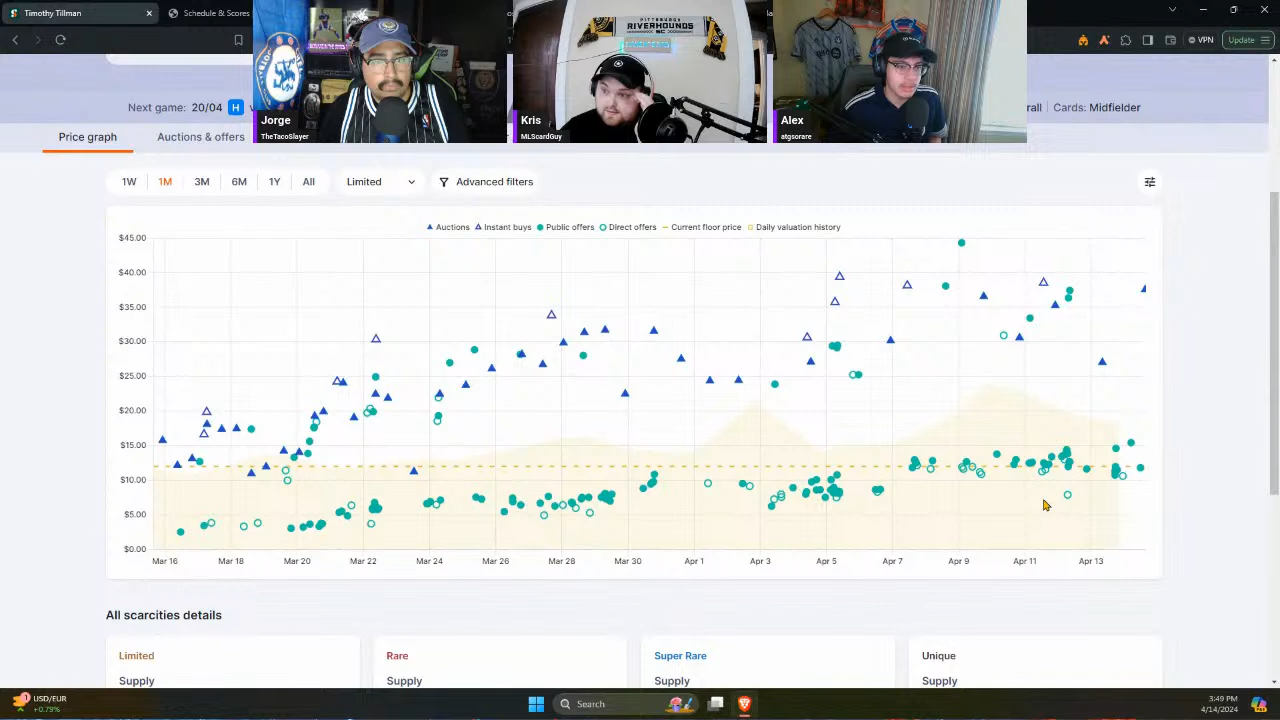 Timothy Tillman
Schedule & Scores
VPN
Update
PITTSBURGH
RIVERHOUNDS
SC
Jorge
TheTacoSlayer
Kris
MLScardGuy
Alex
atgsorare
Next game: 20/04
H
all | Cards: Midfielder
Price graph
Auctions & offers
1W
1M
3M
6M
1Y
All
Limited
Advanced filters
Auctions
Instant buys
Public offers
Direct offers
Current floor price
Daily valuation history
$45.00
$40.00
$35.00
$30.00
$25.00
$20.00
$15.00
$10.00
$5.00
$0.00
Mar 16
Mar 18
Mar 20
Mar 22
Mar 24
Mar 26
Mar 28
Mar 30
Apr 1
Apr 3
Apr 5
Apr 7
Apr 9
Apr 11
Apr 13
All scarcities details
Limited
Supply
Rare
Supply
Super Rare
Supply
Unique
Supply
USD/EUR
+0.79%
Search
3:49 PM
4/14/2024